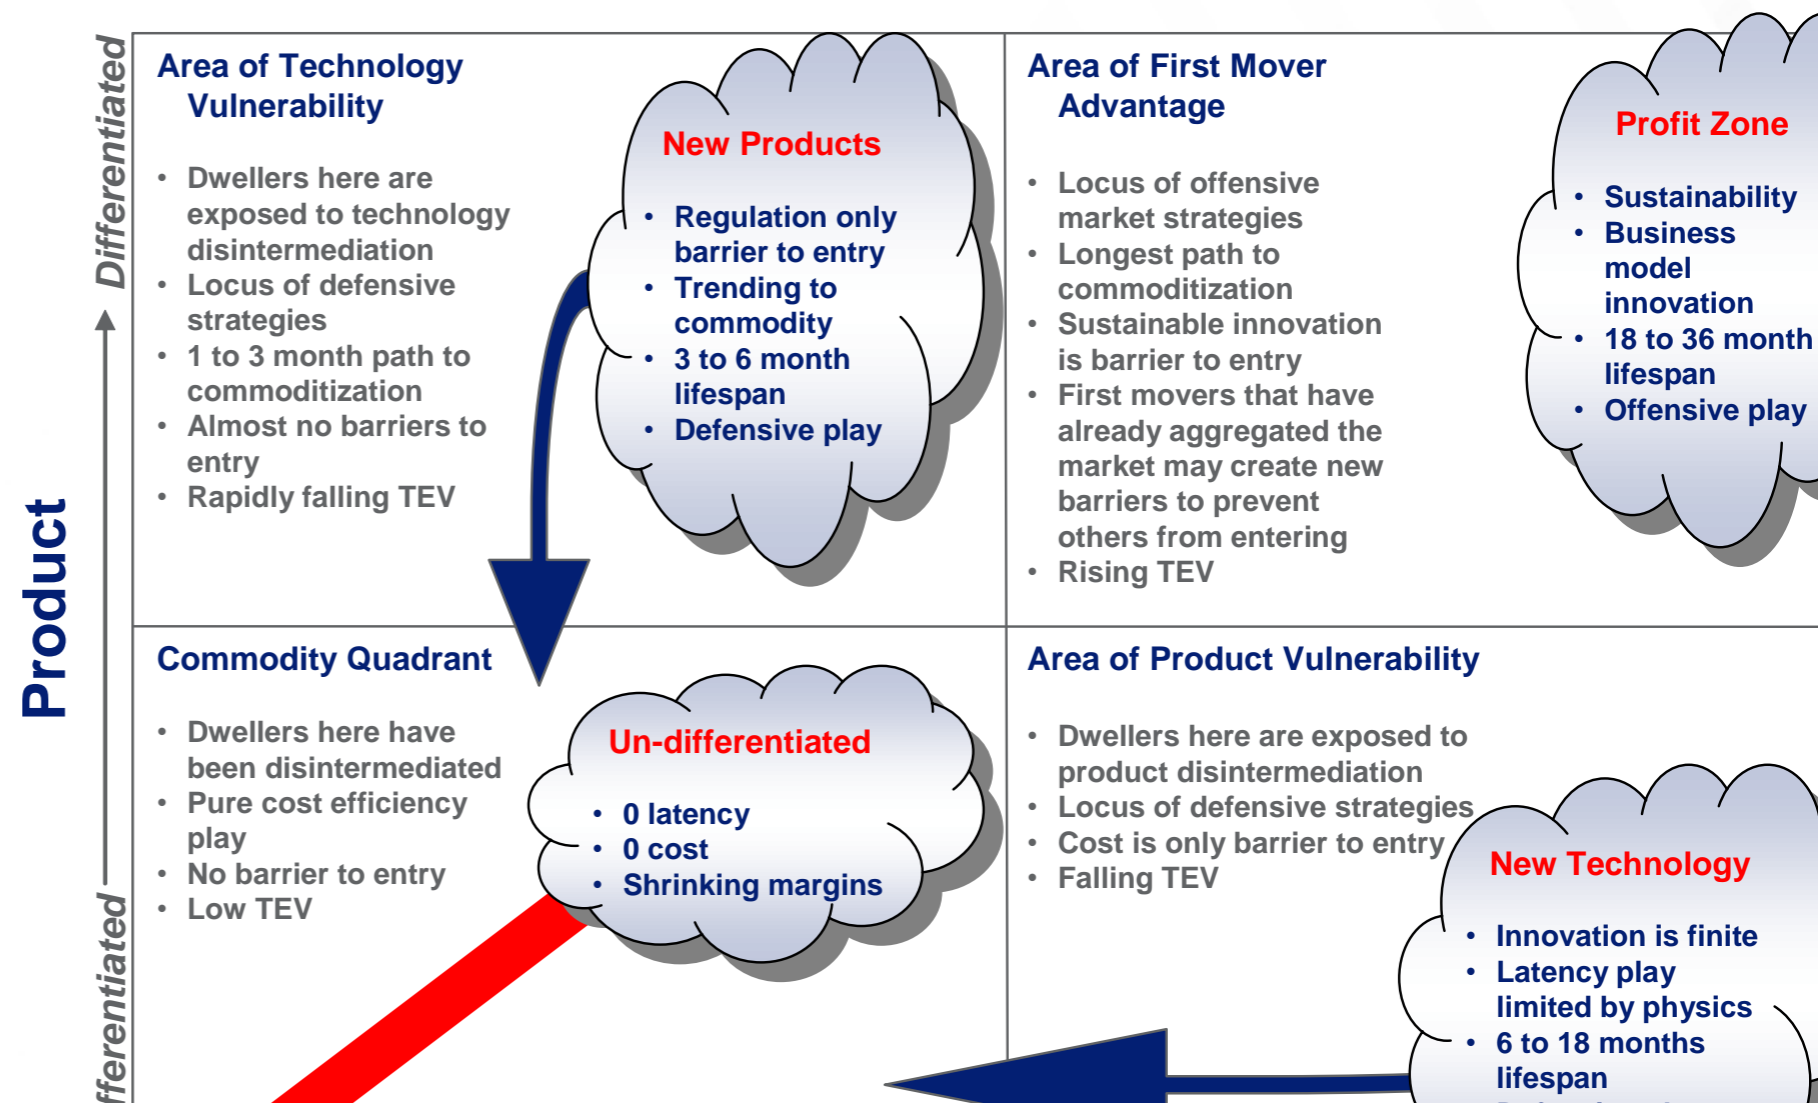 Product
Differentiated
Area of Technology
Vulnerability
• Dwellers here are
exposed to technology
disintermediation
• Locus of defensive
strategies
• 1 to 3 month path to
commoditization
• Almost no barriers to
entry
• Rapidly falling TEV
New Products
• Regulation only
barrier to entry
• Trending to
commodity
• 3 to 6 month
lifespan
• Defensive play
Area of First Mover
Advantage
• Locus of offensive
market strategies
• Longest path to
commoditization
• Sustainable innovation
is barrier to entry
• First movers that have
already aggregated the
market may create new
barriers to prevent
others from entering
• Rising TEV
Profit Zone
• Sustainability
• Business
model
innovation
• 18 to 36 month
lifespan
• Offensive play
Commodity Quadrant
• Dwellers here have
been disintermediated
• Pure cost efficiency
play
• No barrier to entry
• Low TEV
Un-differentiated
• 0 latency
• 0 cost
• Shrinking margins
Area of Product Vulnerability
• Dwellers here are exposed to
product disintermediation
• Locus of defensive strategies
• Cost is only barrier to entry
• Falling TEV
New Technology
• Innovation is finite
• Latency play
limited by physics
• 6 to 18 months
lifespan